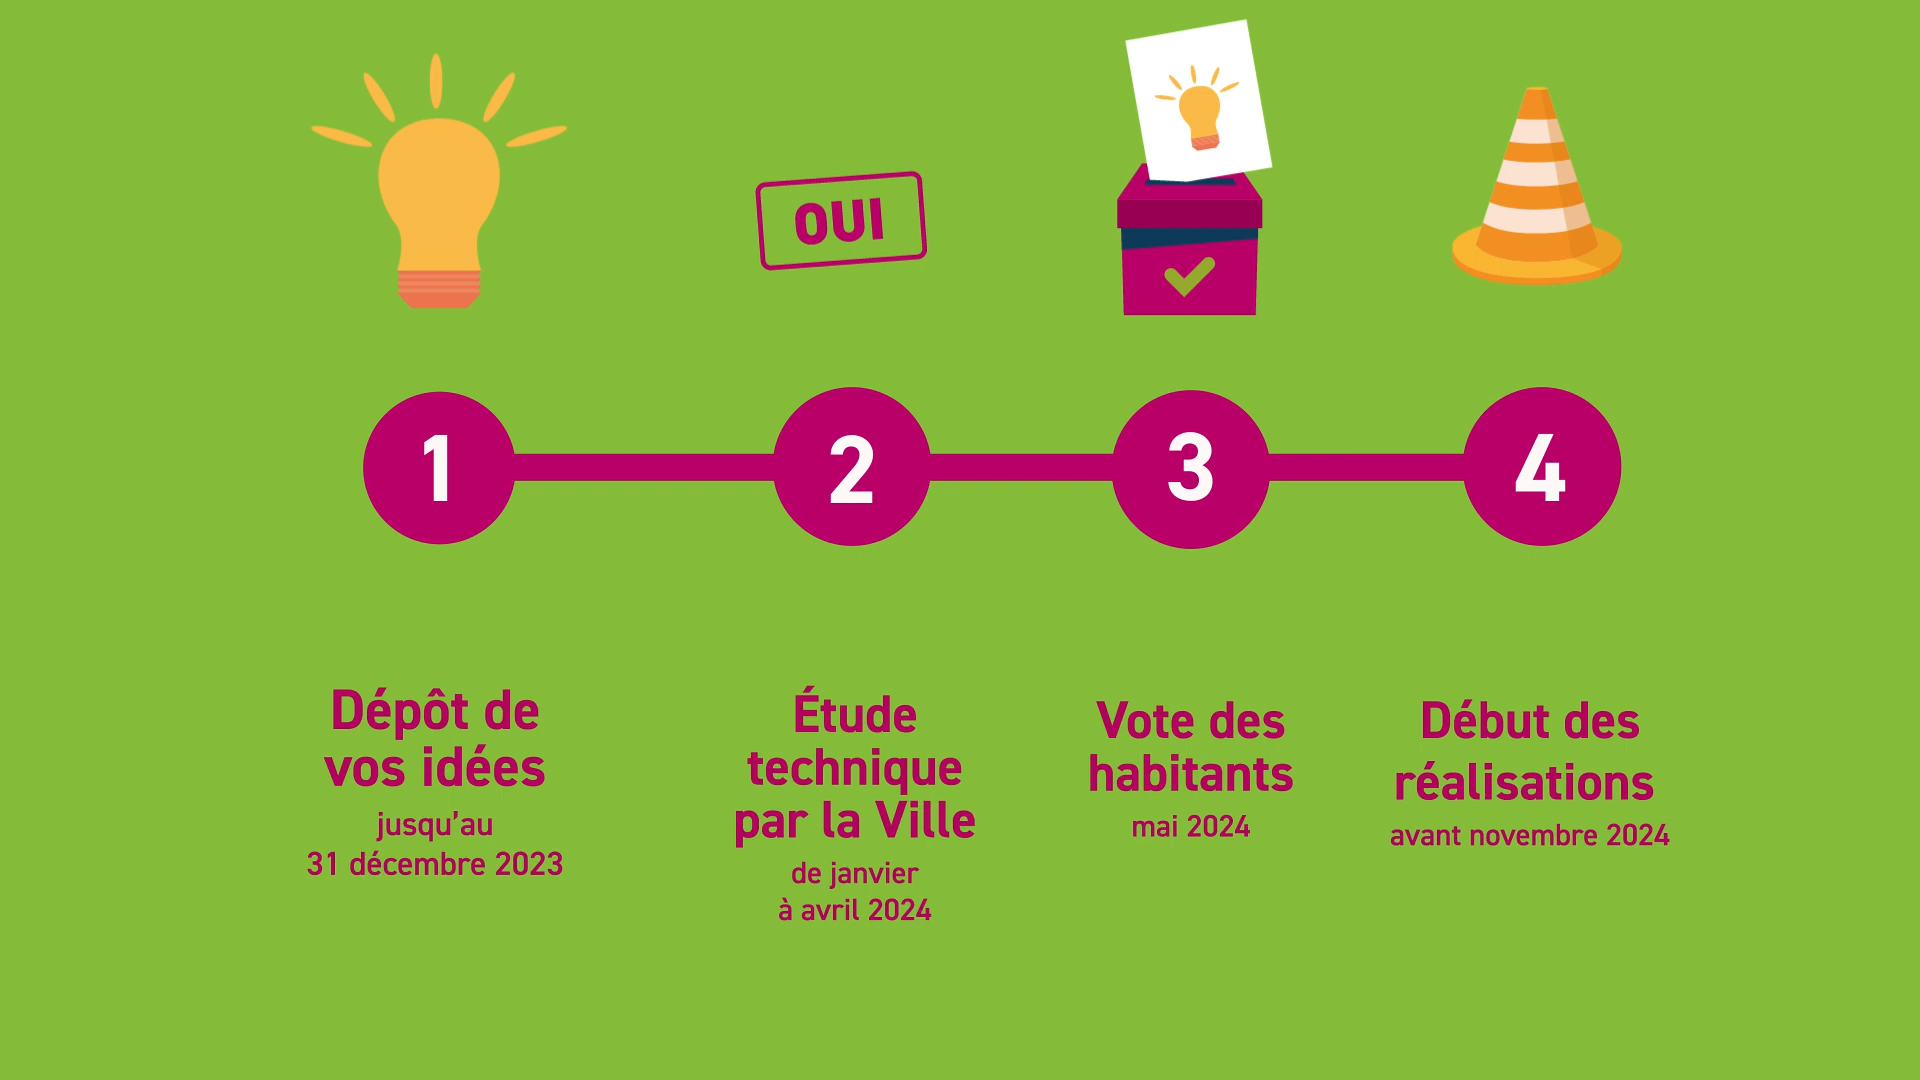 OUI
1
2
3
4
Dépôt de
vos idées
jusqu'au
31 décembre 2023
Étude
technique
par la Ville
de janvier
à avril 2024
Vote des
habitants
mai 2024
Début des
réalisations
avant novembre 2024